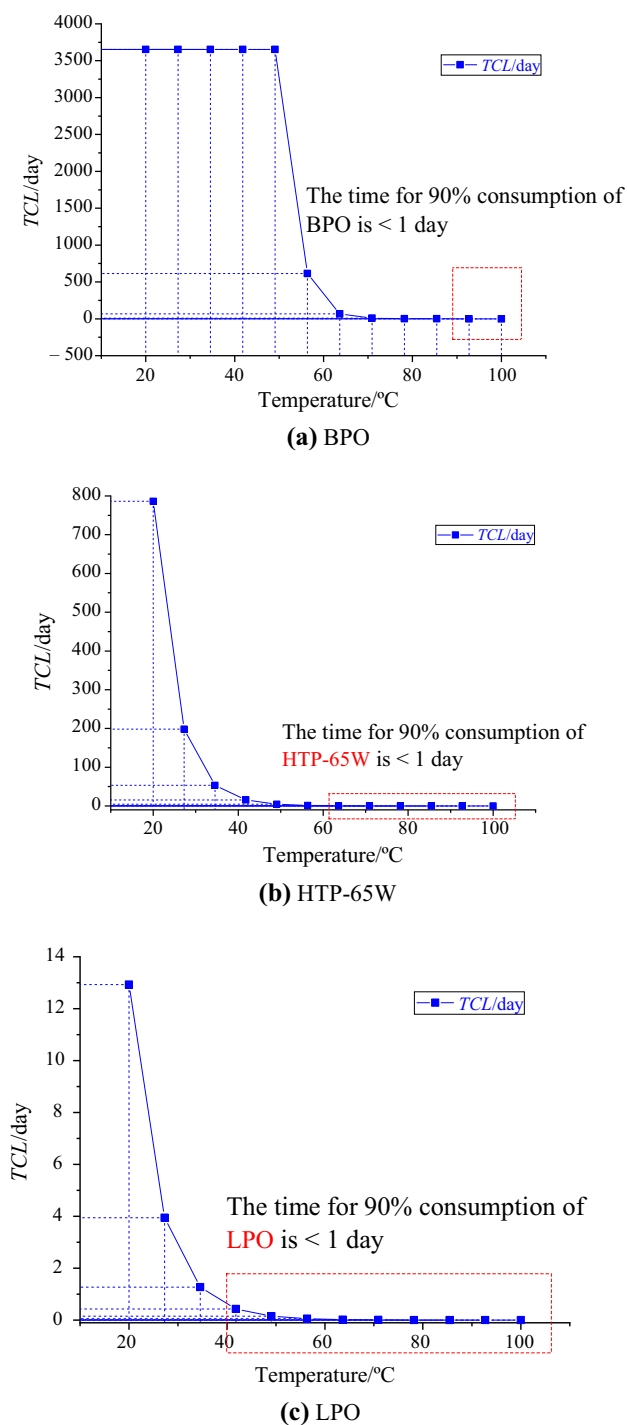 4000
3500
3000
2500
2000
1500
1000
500
0
– 500
TCL/day
TCL/day
The time for 90% consumption of
BPO is < 1 day
20 40 60 80 100
Temperature/ºC
(a) BPO
800
700
600
500
400
300
200
100
0
TCL/day
TCL/day
The time for 90% consumption of
HTP-65W is < 1 day
20 40 60 80 100
Temperature/ºC
(b) HTP-65W
14
12
10
8
6
4
2
0
TCL/day
TCL/day
The time for 90% consumption of
LPO is < 1 day
20 40 60 80 100
Temperature/ºC
(c) LPO